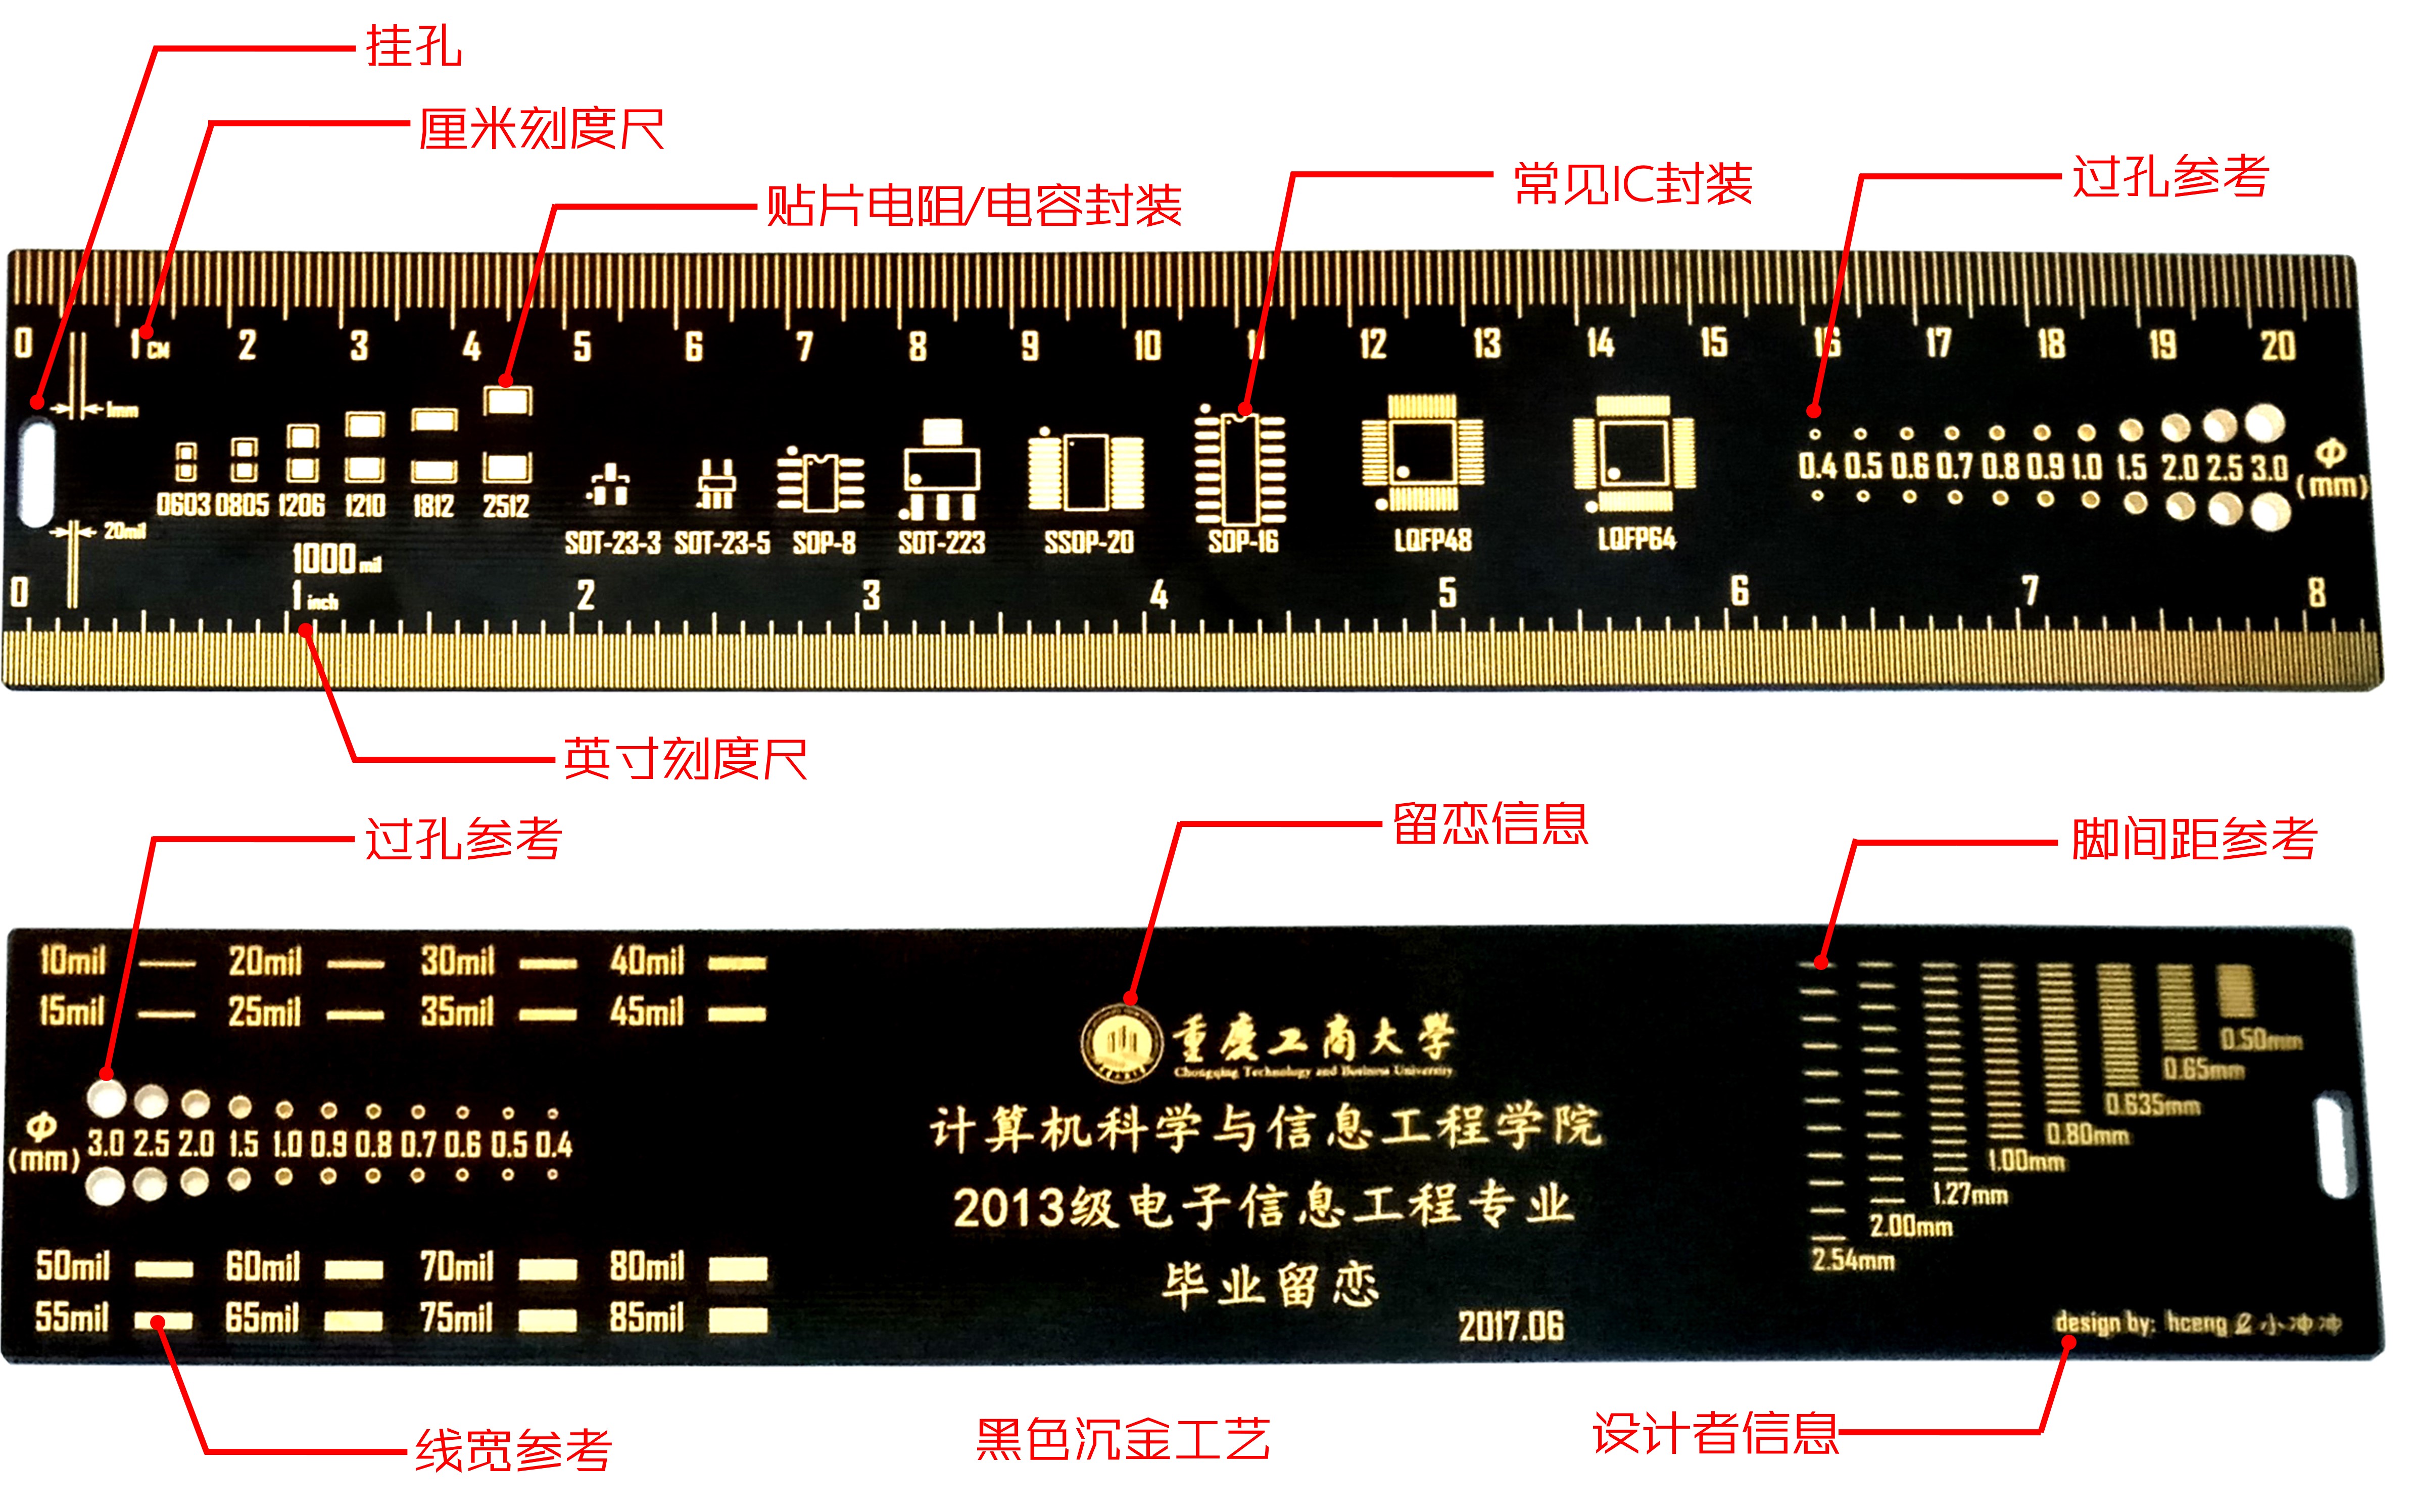 挂孔
厘米刻度尺
贴片电阻/电容封装
常见IC封装
过孔参考
0 1CM 2 3 4 5 6 7 8 9 10 11 12 13 14 15 16 17 18 19 20
1mm
0603 0805 1206 1210 1812 2512
SOT-23-3 SOT-23-5 SOP-8 SOT-223 SSOP-20 SOP-16 LQFP48 LQFP64
0.4 0.5 0.6 0.7 0.8 0.9 1.0 1.5 2.0 2.5 3.0 Φ (mm)
20mil
1000mil
0 1inch 2 3 4 5 6 7 8
英寸刻度尺
过孔参考
留恋信息
脚间距参考
10mil 20mil 30mil 40mil
15mil 25mil 35mil 45mil
Φ (mm) 3.0 2.5 2.0 1.5 1.0 0.9 0.8 0.7 0.6 0.5 0.4
50mil 60mil 70mil 80mil
55mil 65mil 75mil 85mil
重庆工商大学
Chongqing Technology and Business University
计算机科学与信息工程学院
2013级电子信息工程专业
毕业留恋
2017.06
0.50mm
0.65mm
0.635mm
0.80mm
1.00mm
1.27mm
2.00mm
2.54mm
design by: hceng
线宽参考
黑色沉金工艺
设计者信息